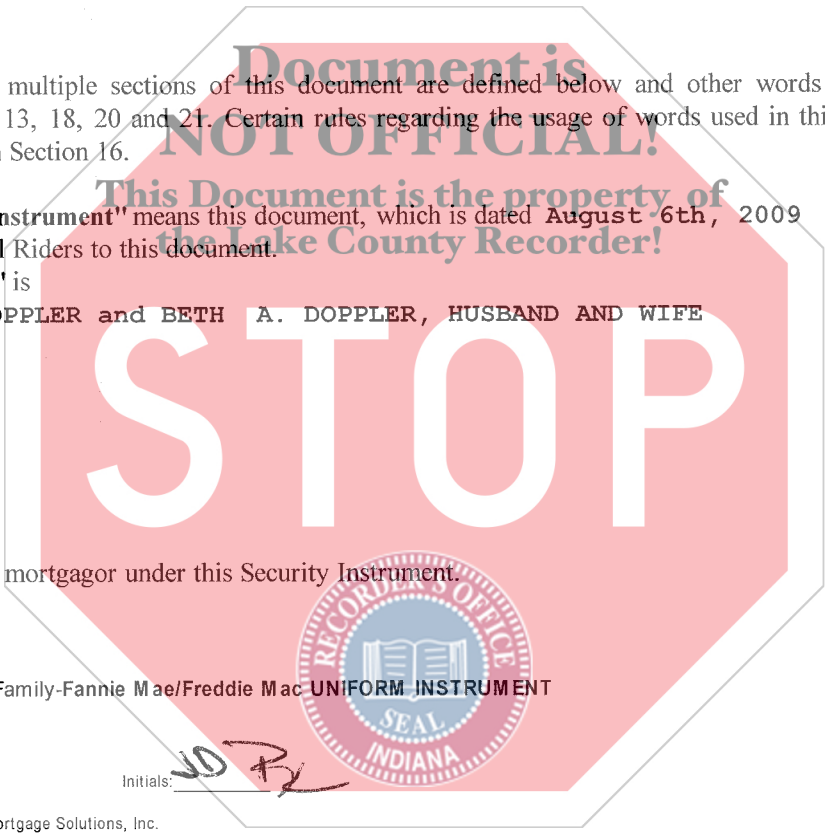 Document is
multiple sections of this document are defined below and other words
13, 18, 20 and 21. Certain rules regarding the usage of words used in thi
NOT OFFICIAL!
Section 16.
This Document is the property of
nstrument" means this document, which is dated August 6th, 2009
the Lake County Recorder!
l Riders to this document.
" is
OPPLER and BETH A. DOPPLER, HUSBAND AND WIFE
STOP
mortgagor under this Security Instrument.
RECORDER'S OFFICE
Family-Fannie Mae/Freddie Mac UNIFORM INSTRUMENT
SEAL
INDIANA
Initials:
ortgage Solutions, Inc.